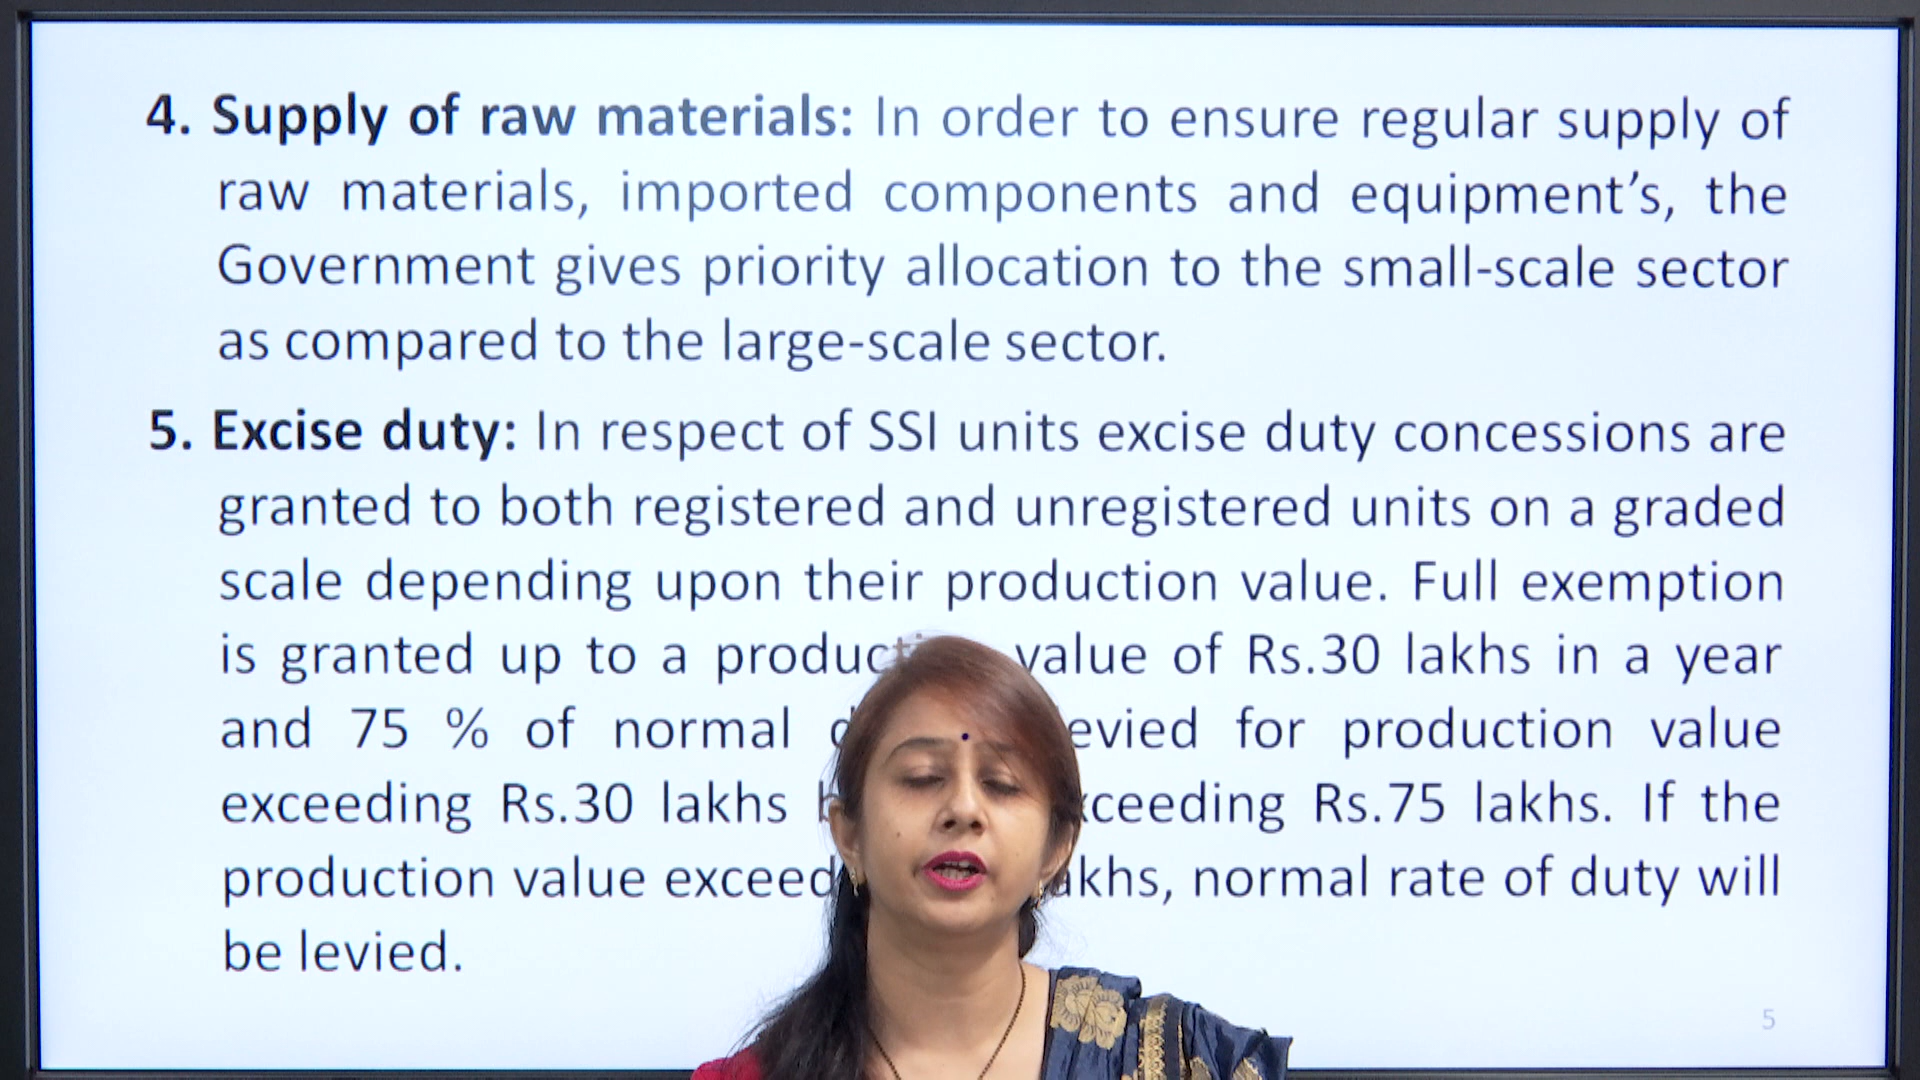 4. Supply of raw materials: In order to ensure regular supply of
raw materials, imported components and equipment’s, the
Government gives priority allocation to the small-scale sector
as compared to the large-scale sector.
5. Excise duty: In respect of SSI units excise duty concessions are
granted to both registered and unregistered units on a graded
scale depending upon their production value. Full exemption
is granted up to a value of Rs.30 lakhs in a year
and 75 % of normal for production value
exceeding Rs.30 lakhs Rs.75 lakhs. If the
production value normal rate of duty will
be levied.
5